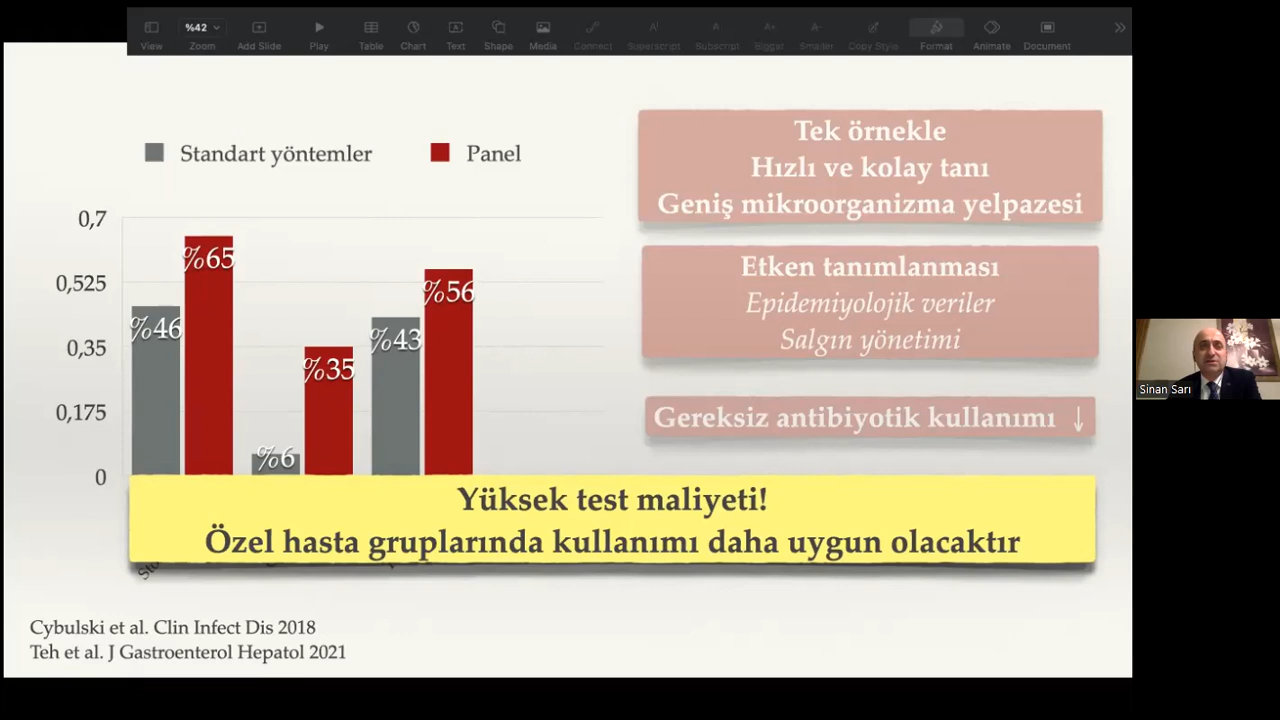 %42
View
Zoom
Add Slide
Play
Table
Chart
Text
Shape
Media
Connect
Superscript
Subscript
Bigger
Smaller
Copy Style
Format
Animate
Document
Standart yöntemler
Panel
0,7
0,525
0,35
0,175
0
%46
%65
%6
%35
%43
%56
Tek örnekle
Hızlı ve kolay tanı
Geniş mikroorganizma yelpazesi
Etken tanımlanması
Epidemiyolojik veriler
Salgın yönetimi
Gereksiz antibiyotik kullanımı ↓
Yüksek test maliyeti!
Özel hasta gruplarında kullanımı daha uygun olacaktır
Cybulski et al. Clin Infect Dis 2018
Teh et al. J Gastroenterol Hepatol 2021
Sinan Sarı